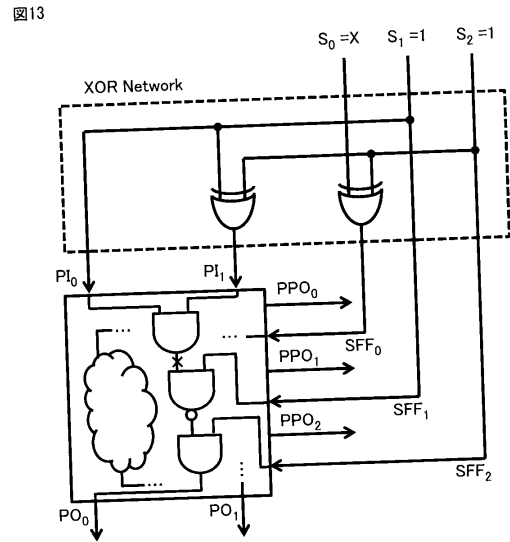 図13
S₀ =X S₁ =1 S₂ =1
XOR Network
PI₀
PI₁
PPO₀
...
...
SFF₀
PPO₁
SFF₁
PPO₂
SFF₂
...
...
PO₀
PO₁